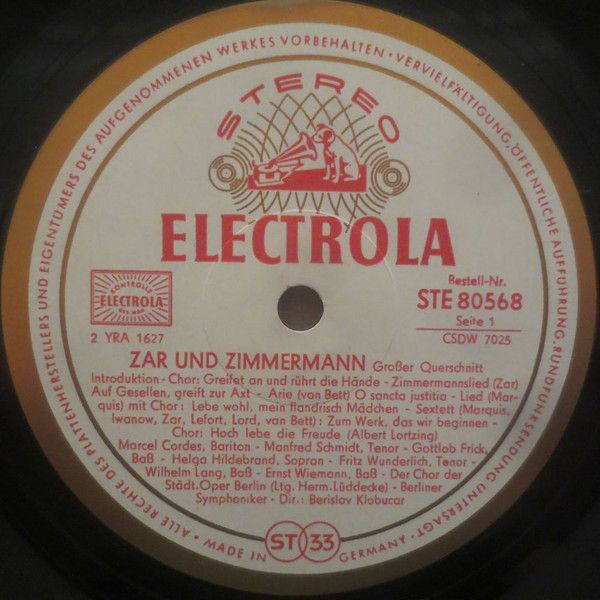 ALLE RECHTE DES PLATTENHERSTELLERS UND EIGENTÜMERS DES AUFGENOMMENEN WERKES VORBEHALTEN · VERVIELFÄLTIGUNG, ÖFFENTLICHE AUFFÜHRUNG, RUNDFUNKSENDUNG UNTERSAGT ·
STEREO
ELECTROLA
KONTROLLE
ELECTROLA
Bestell-Nr.
STE 80568
2 YRA 1627
Seite 1
CSDW 7025
ZAR UND ZIMMERMANN Großer Querschnitt
Introduktion - Chor: Greifet an und rührt die Hände - Zimmermannslied (Zar)
Auf Gesellen, greift zur Axt - Arie (van Bett) O sancta justitia - Lied (Mar-
quis) mit Chor: Lebe wohl, mein flandrisch Mädchen - Sextett (Marquis,
Iwanow, Zar, Lefort, Lord, van Bett): Zum Werk, das wir beginnen -
Chor: Hoch lebe die Freude (Albert Lortzing)
Marcel Cordes, Bariton - Manfred Schmidt, Tenor - Gottlob Frick,
Baß - Helga Hildebrand, Sopran - Fritz Wunderlich, Tenor -
Wilhelm Lang, Baß - Ernst Wiemann, Baß - Der Chor der
Städt. Oper Berlin (Ltg. Herm. Lüddecke) - Berliner
Symphoniker - Dir.: Berislav Klobucar
ST 33
MADE IN GERMANY